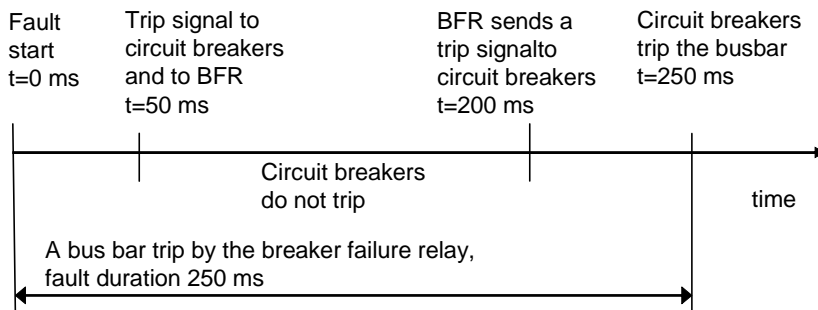 Fault
start
t=0 ms
Trip signal to
circuit breakers
and to BFR
t=50 ms
BFR sends a
trip signalto
circuit breakers
t=200 ms
Circuit breakers
trip the busbar
t=250 ms
Circuit breakers
do not trip
time
A bus bar trip by the breaker failure relay,
fault duration 250 ms